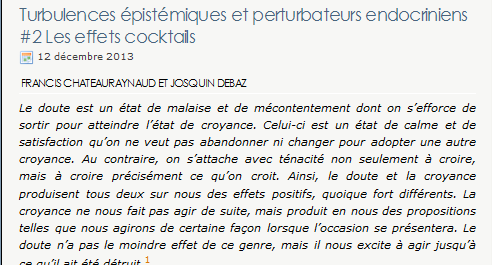 Turbulences épistémiques et perturbateurs endocriniens
#2 Les effets cocktails
12 décembre 2013
FRANCIS CHATEAURAYNAUD ET JOSQUIN DEBAZ
Le doute est un état de malaise et de mécontentement dont on s’efforce de
sortir pour atteindre l’état de croyance. Celui-ci est un état de calme et de
satisfaction qu’on ne veut pas abandonner ni changer pour adopter une autre
croyance. Au contraire, on s’attache avec ténacité non seulement à croire,
mais à croire précisément ce qu’on croit. Ainsi, le doute et la croyance
produisent tous deux sur nous des effets positifs, quoique fort différents. La
croyance ne nous fait pas agir de suite, mais produit en nous des propositions
telles que nous agirons de certaine façon lorsque l’occasion se présentera. Le
doute n’a pas le moindre effet de ce genre, mais il nous excite à agir jusqu’à
ce qu’il ait été détruit.1